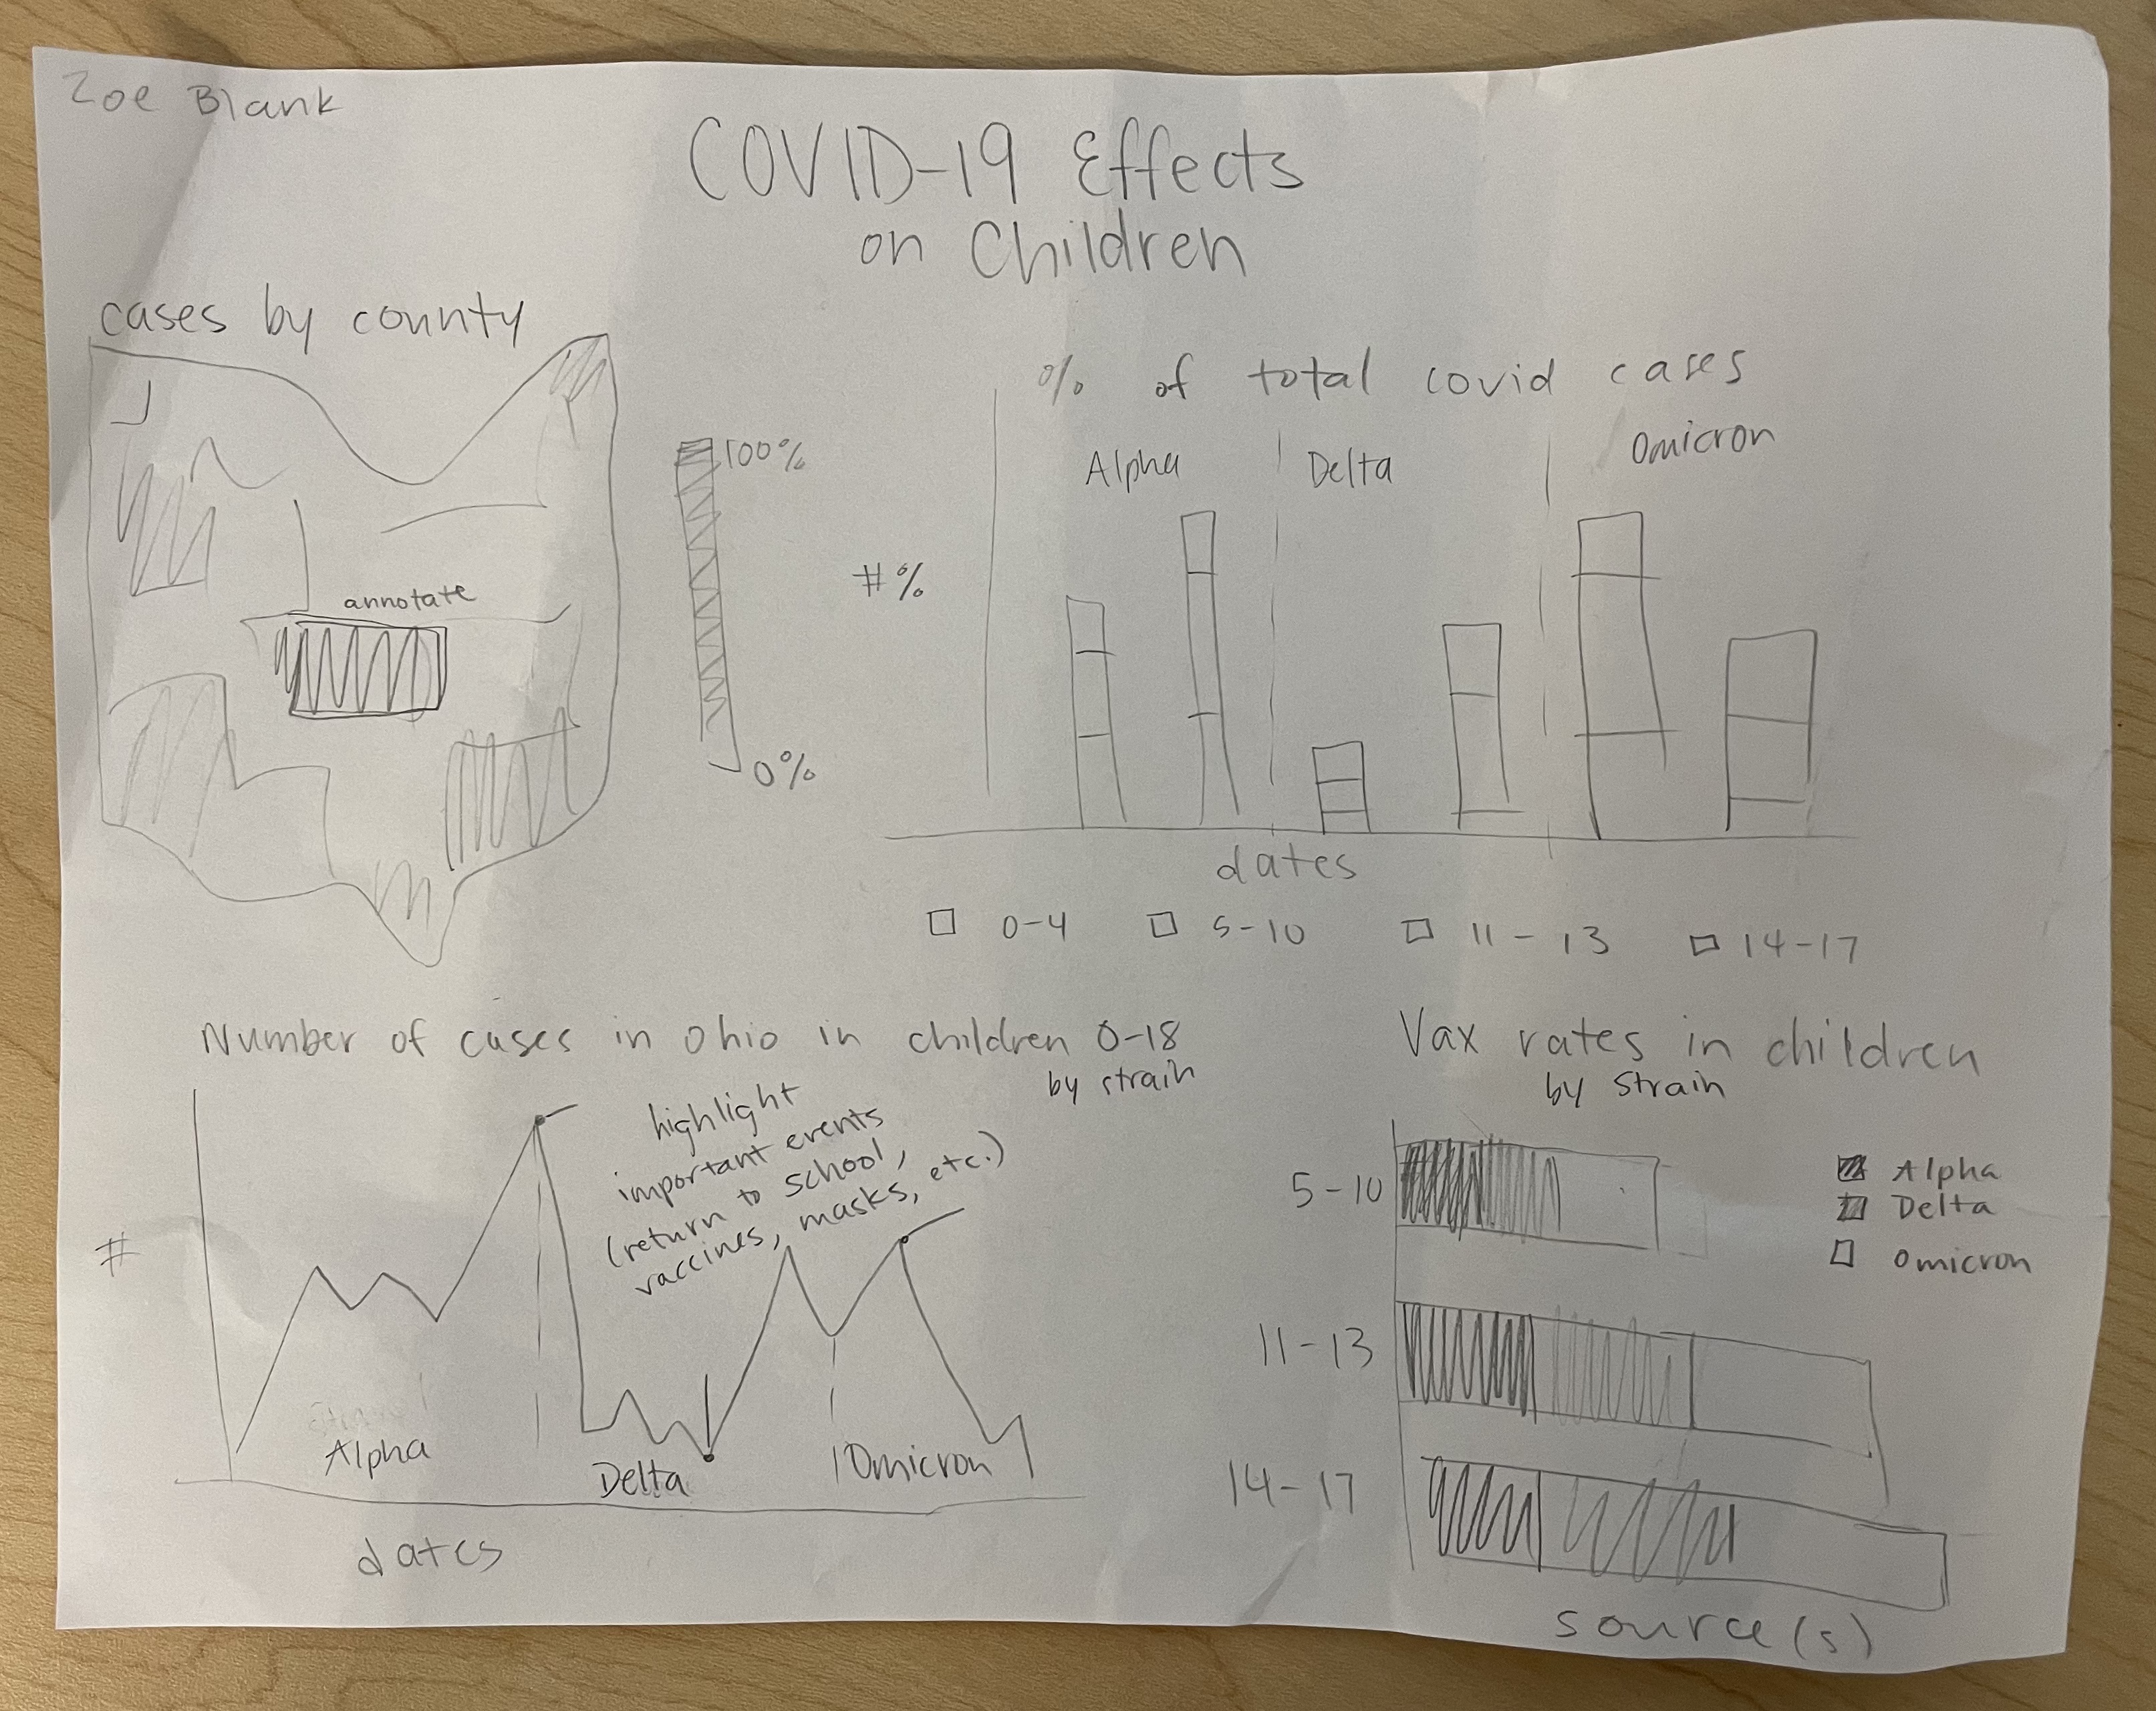 Zoe Blank
COVID-19 Effects
on Children
cases by county
annotate
100%
0%
% of total covid cases
Alpha
Delta
Omicron
# %
dates
0-4
5-10
11-13
14-17
Number of cases in Ohio in children 0-18
by strain
highlight
important events
(return to school,
vaccines, masks, etc.)
#
Alpha
Delta
Omicron
dates
Vax rates in children
by strain
5-10
11-13
14-17
Alpha
Delta
Omicron
source(s)